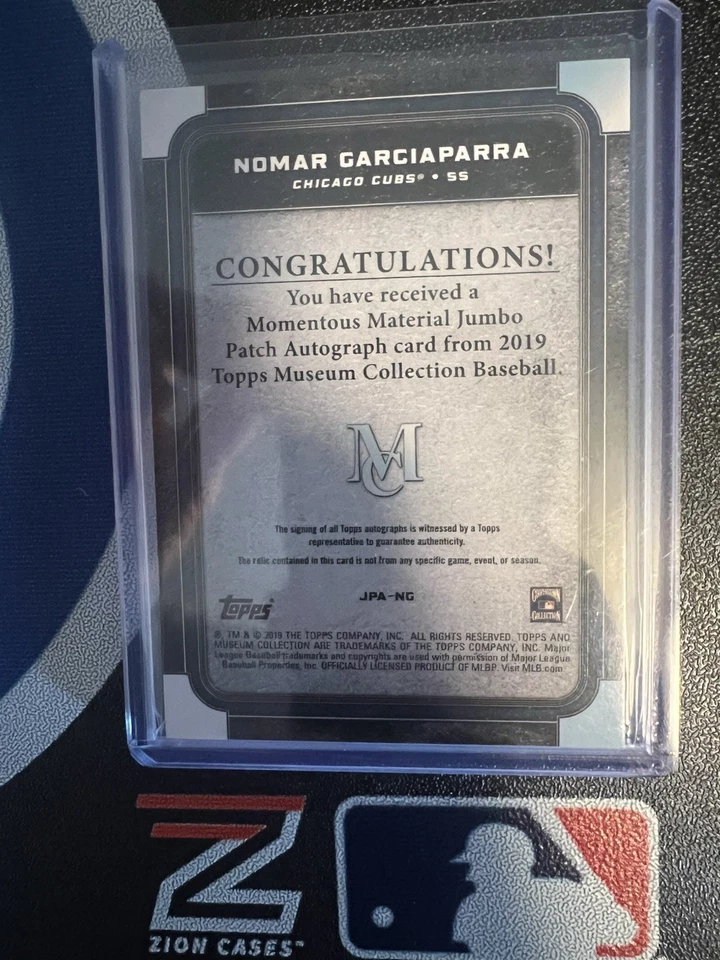 NOMAR GARCIAPARRA
CHICAGO CUBS® • SS
CONGRATULATIONS!
You have received a
Momentous Material Jumbo
Patch Autograph card from 2019
Topps Museum Collection Baseball.
MC
The signing of all Topps autographs is witnessed by a Topps
representative to guarantee authenticity.
The relic contained in this card is not from any specific game, event, or season.
JPA-NG
Topps
®, TM & © 2019 THE TOPPS COMPANY, INC. ALL RIGHTS RESERVED. TOPPS AND
MUSEUM COLLECTION ARE TRADEMARKS OF THE TOPPS COMPANY, INC. Major
League Baseball trademarks and copyrights are used with permission of Major League
Baseball Properties, Inc. OFFICIALLY LICENSED PRODUCT OF MLBP. Visit MLB.com
Z
ZION CASES™